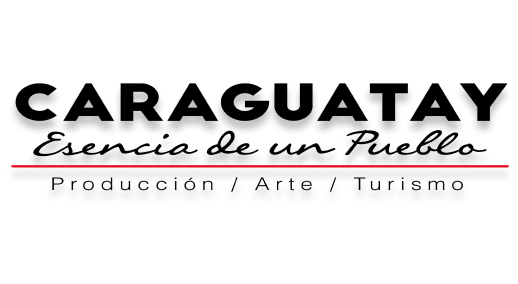 CARAGUATAY
Esencia de un Pueblo
Producción / Arte / Turismo